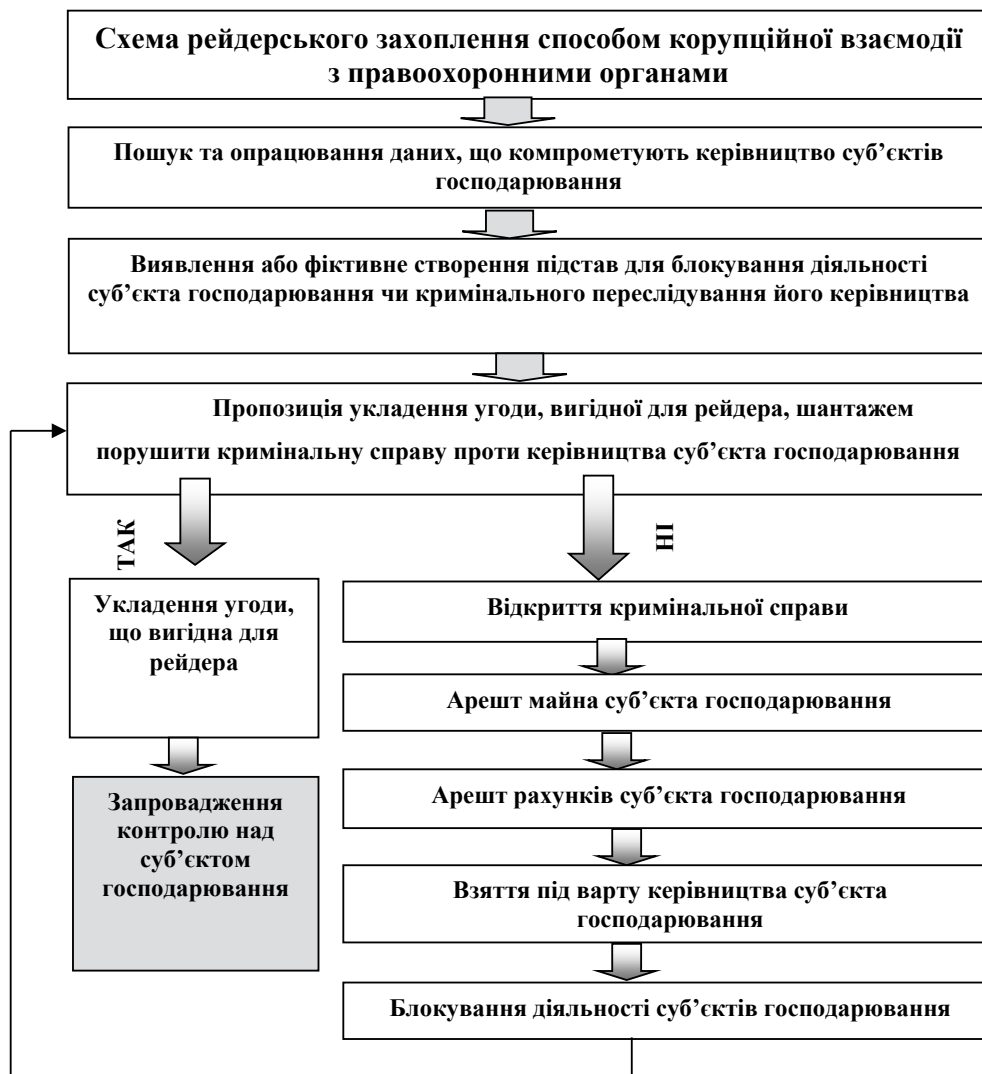 Схема рейдерського захоплення способом корупційної взаємодії
з правоохоронними органами
Пошук та опрацювання даних, що компрометують керівництво суб’єктів
господарювання
Виявлення або фіктивне створення підстав для блокування діяльності
суб’єкта господарювання чи кримінального переслідування його керівництва
Пропозиція укладення угоди, вигідної для рейдера, шантажем
порушити кримінальну справу проти керівництва суб’єкта господарювання
ТАК
НІ
Укладення угоди,
що вигідна для
рейдера
Запровадження
контролю над
суб’єктом
господарювання
Відкриття кримінальної справи
Арешт майна суб’єкта господарювання
Арешт рахунків суб’єкта господарювання
Взяття під варту керівництва суб’єкта
господарювання
Блокування діяльності суб’єктів господарювання